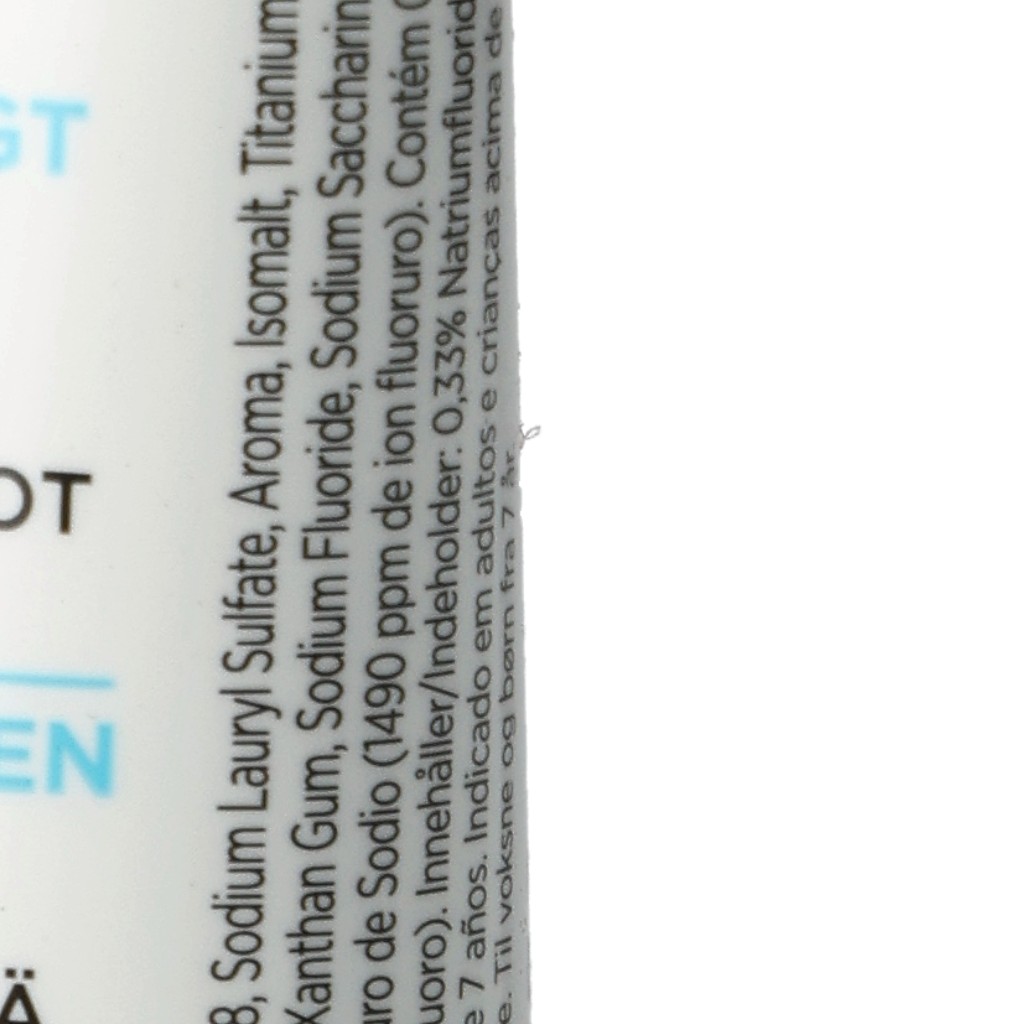 GT
OT
EN
Ä
8, Sodium Lauryl Sulfate, Aroma, Isomalt, Titanium
Xanthan Gum, Sodium Fluoride, Sodium Saccharin
uro de Sodio (1490 ppm de ion fluoruro). Contém
uoro). Innehåller/Indeholder: 0,33% Natriumfluorid
e 7 años. Indicado em adultos e crianças acima de
e. Til voksne og børn fra 7 år.